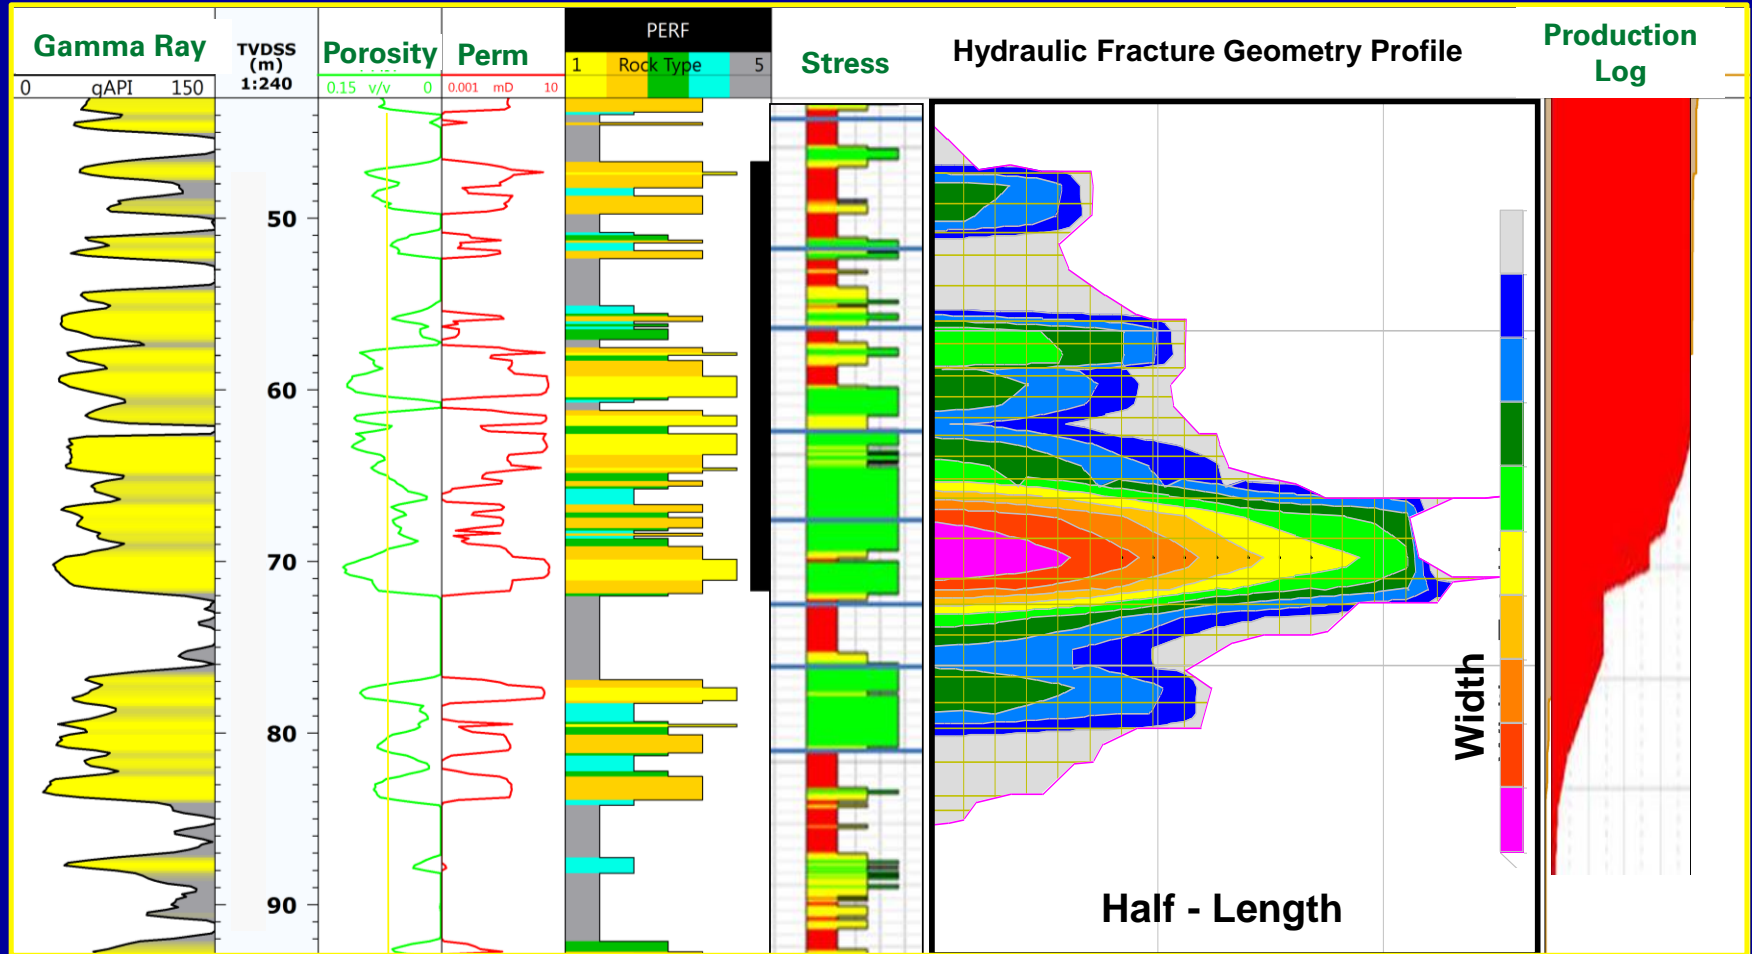 Gamma Ray
0 gAPI 150
TVDSS
(m)
1:240
Porosity
0.15 v/v 0
Perm
0.001 mD 10
PERF
1 Rock Type 5
Stress
Hydraulic Fracture Geometry Profile
Production
Log
50
60
70
80
90
Width
Half - Length